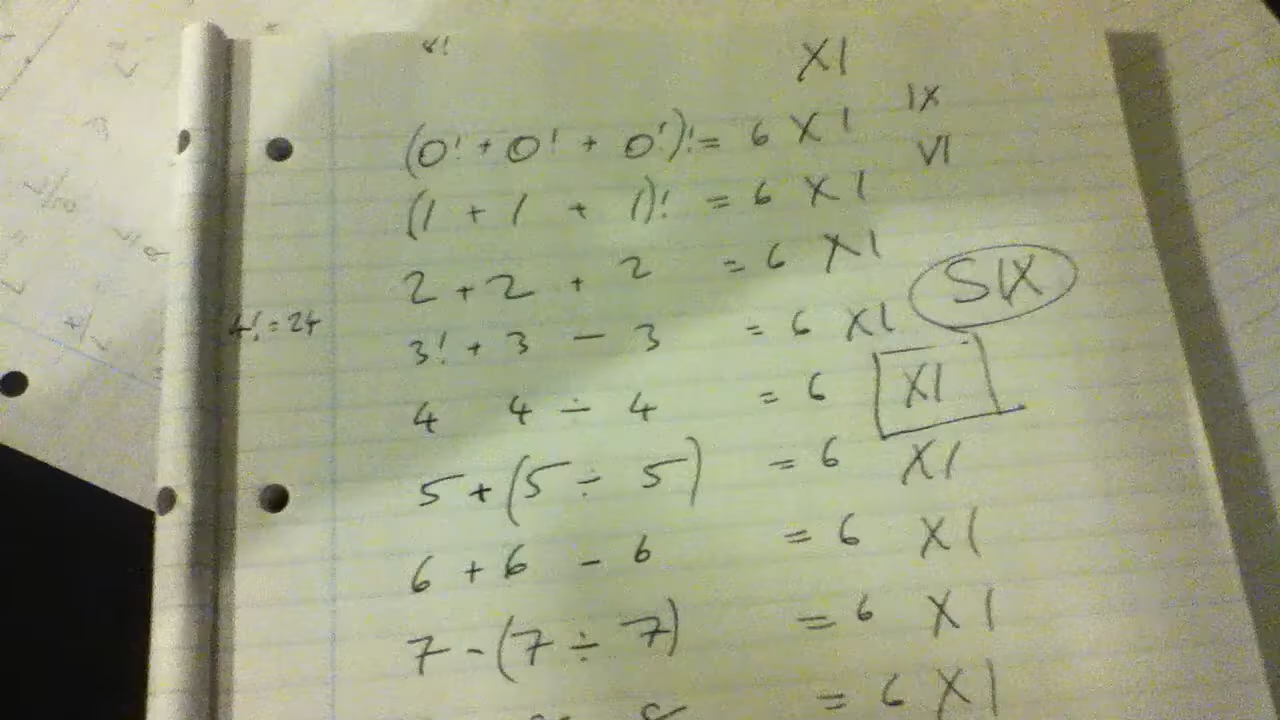 x!
XI
IX
(0! + 0! + 0!)! = 6 XI
VI
(1 + 1 + 1)! = 6 XI
2 + 2 + 2 = 6 XI
SIX
4! = 24
3! + 3 - 3 = 6 XI
4 4 ÷ 4 = 6 XI
5 + (5 ÷ 5) = 6 XI
6 + 6 - 6 = 6 XI
7 - (7 ÷ 7) = 6 XI
= 6 XI